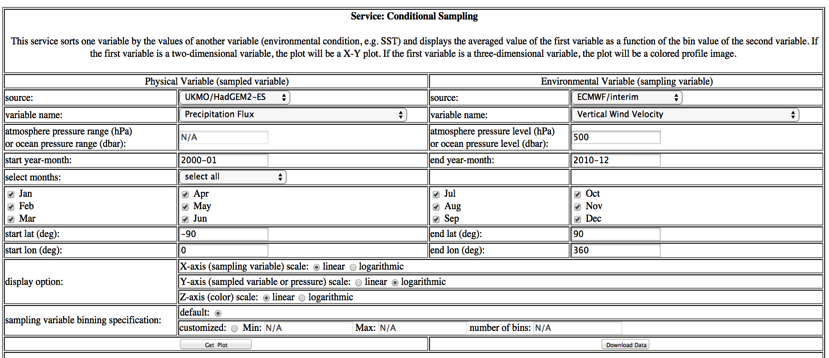 Service: Conditional Sampling
This service sorts one variable by the values of another variable (environmental condition, e.g. SST) and displays the averaged value of the first variable as a function of the bin value of the second variable. If
the first variable is a two-dimensional variable, the plot will be a X-Y plot. If the first variable is a three-dimensional variable, the plot will be a colored profile image.
Physical Variable (sampled variable) Environmental Variable (sampling variable)
source: UKMO/HadGEM2-ES source: ECMWF/interim
variable name: Precipitation Flux variable name: Vertical Wind Velocity
atmosphere pressure range (hPa) atmosphere pressure level (hPa)
or ocean pressure range (dbar): N/A or ocean pressure level (dbar): 500
start year-month: 2000-01 end year-month: 2010-12
select months: select all
Jan Apr Jul Oct
Feb May Aug Nov
Mar Jun Sep Dec
start lat (deg): -90 end lat (deg): 90
start lon (deg): 0 end lon (deg): 360
display option: X-axis (sampling variable) scale: linear logarithmic
Y-axis (sampled variable or pressure) scale: linear logarithmic
Z-axis (color) scale: linear logarithmic
sampling variable binning specification: default:
customized: Min: N/A Max: N/A number of bins: N/A
Get Plot Download Data